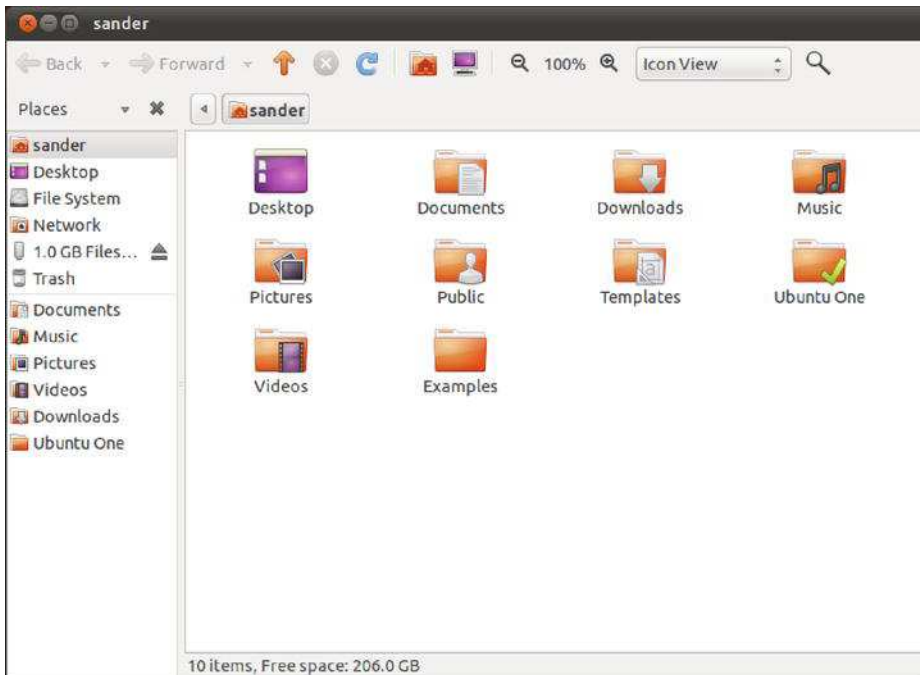 sander
Back Forward 100% Icon View
Places sander
sander
Desktop
File System
Network
1.0 GB Files...
Trash
Documents
Music
Pictures
Videos
Downloads
Ubuntu One
Desktop Documents Downloads Music
Pictures Public Templates Ubuntu One
Videos Examples
10 items, Free space: 206.0 GB